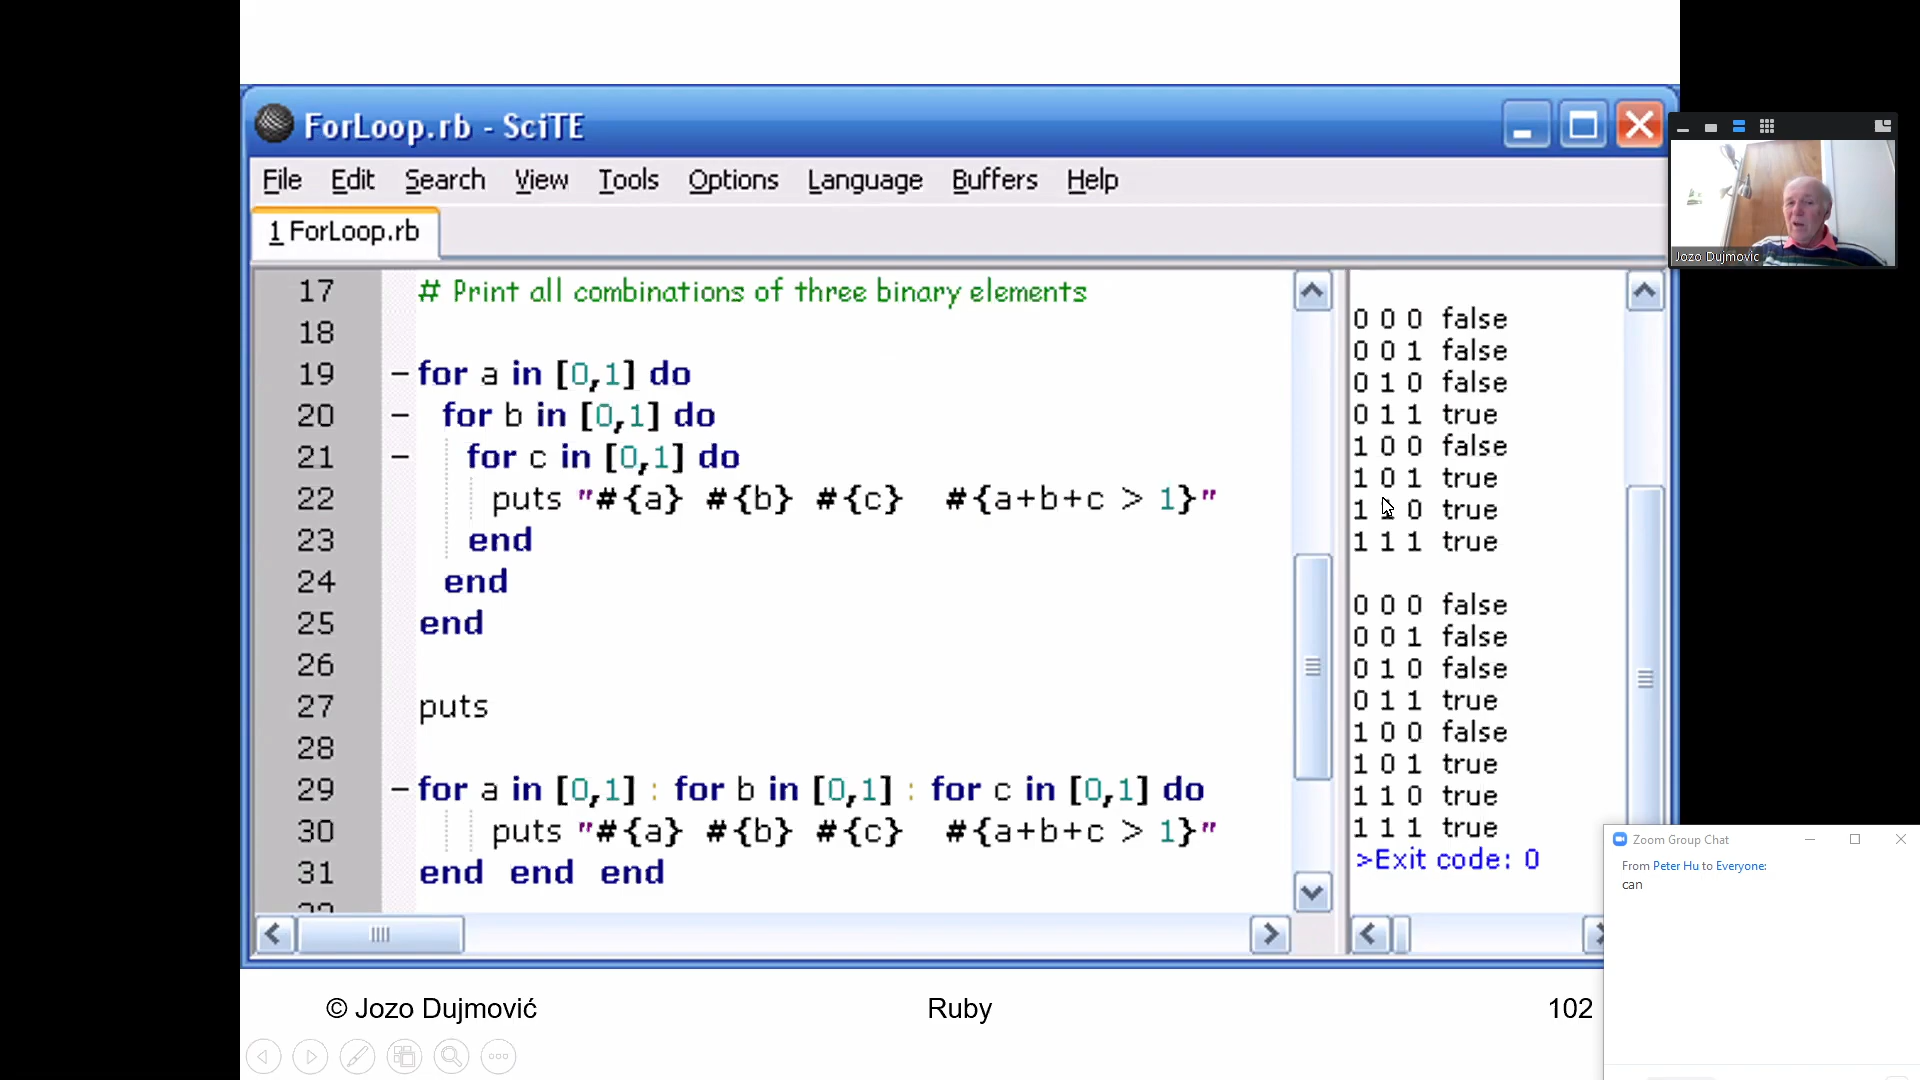 ForLoop.rb - SciTE
File Edit Search View Tools Options Language Buffers Help
1 ForLoop.rb
17 # Print all combinations of three binary elements
18
19 for a in [0,1] do
20 for b in [0,1] do
21 for c in [0,1] do
22 puts "#{a} #{b} #{c} #{a+b+c > 1}"
23 end
24 end
25 end
26
27 puts
28
29 for a in [0,1] : for b in [0,1] : for c in [0,1] do
30 puts "#{a} #{b} #{c} #{a+b+c > 1}"
31 end end end
0 0 0 false
0 0 1 false
0 1 0 false
0 1 1 true
1 0 0 false
1 0 1 true
1 1 0 true
1 1 1 true
0 0 0 false
0 0 1 false
0 1 0 false
0 1 1 true
1 0 0 false
1 0 1 true
1 1 0 true
1 1 1 true
>Exit code: 0
Jozo Dujmovic
Zoom Group Chat
From Peter Hu to Everyone:
can
© Jozo Dujmović Ruby 102